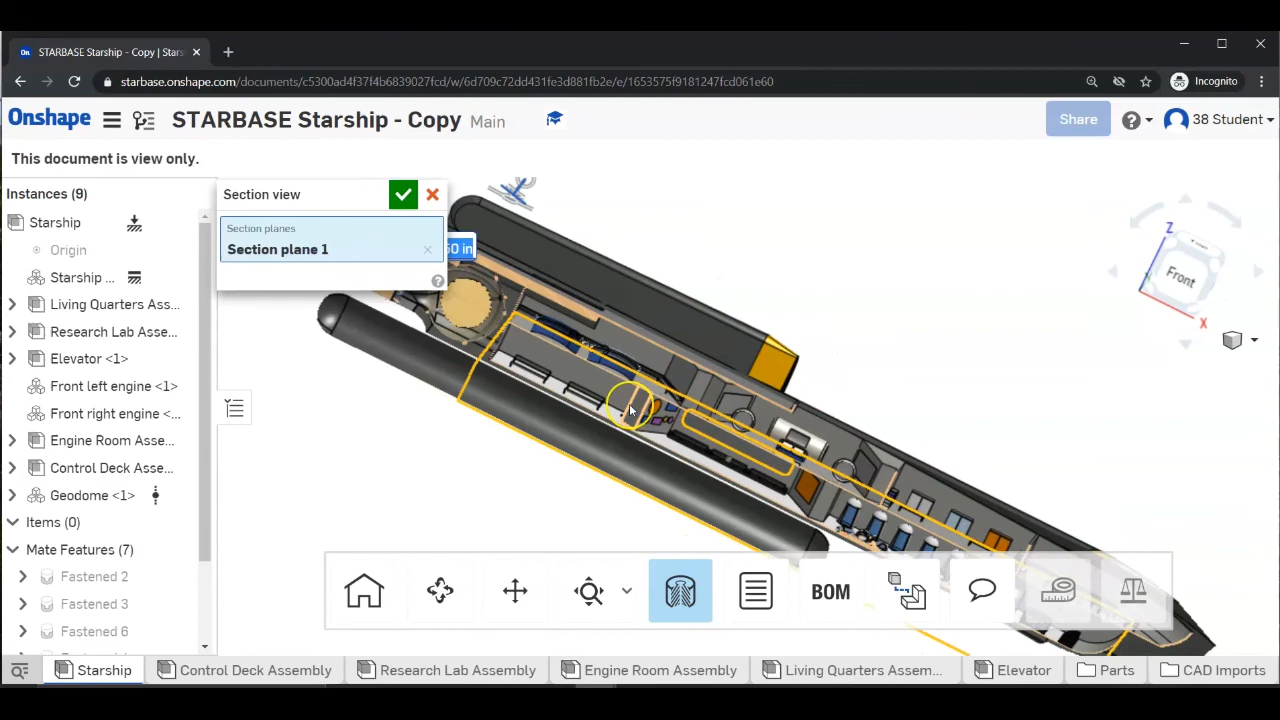 On STARBASE Starship - Copy | Stars
starbase.onshape.com/documents/c5300ad4f37f4b6839027fcd/w/6d709c72dd431fe3d881fb2e/e/1653575f9181247fcd061e60
Incognito
Onshape
STARBASE Starship - Copy Main
Share
38 Student
This document is view only.
Instances (9)
Section view
Starship
Section planes
Section plane 1
50 in
Origin
Starship ...
Living Quarters Ass...
Research Lab Asse...
Elevator <1>
Front left engine <1>
Front right engine <...
Engine Room Asse...
Control Deck Asse...
Geodome <1>
Items (0)
Mate Features (7)
Fastened 2
Fastened 3
Fastened 6
Z
Front
X
BOM
Starship
Control Deck Assembly
Research Lab Assembly
Engine Room Assembly
Living Quarters Assem...
Elevator
Parts
CAD Imports